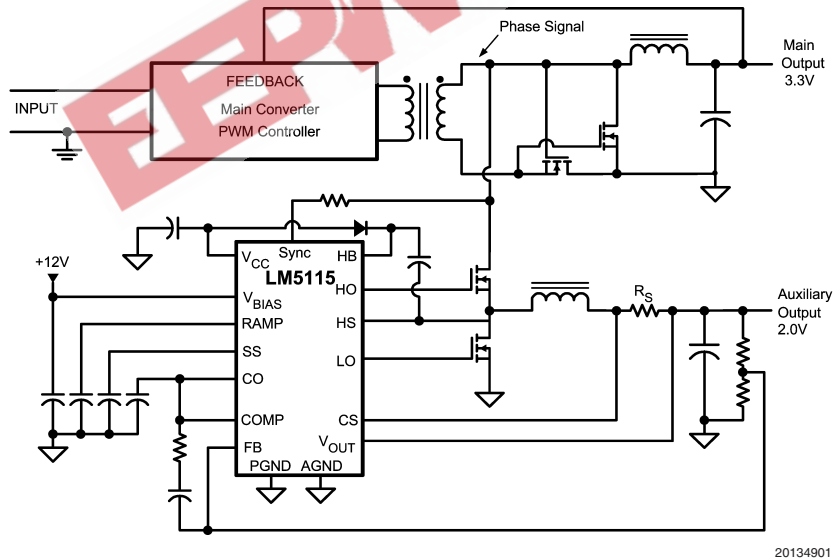 EEPW
Phase Signal
Main
Output
3.3V
FEEDBACK
Main Converter
PWM Controller
INPUT
+12V
VCC
Sync
HB
LM5115
VBIAS
HO
RAMP
HS
SS
LO
CO
COMP
CS
FB
VOUT
PGND AGND
RS
Auxiliary
Output
2.0V
20134901